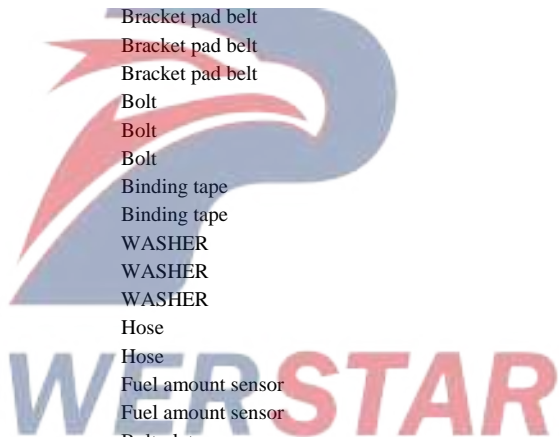 Bracket pad belt
Bracket pad belt
Bracket pad belt
Bolt
Bolt
Bolt
Binding tape
Binding tape
WASHER
WASHER
WASHER
Hose
Hose
Fuel amount sensor
Fuel amount sensor
WERSTAR